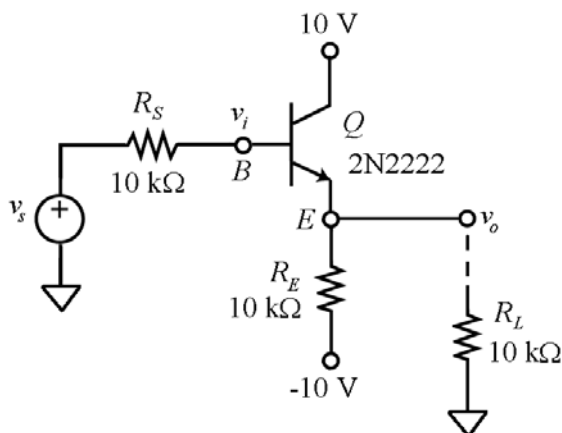 10 V
R_S
v_i
Q
10 kΩ
B
2N2222
v_s
+
E
v_o
R_E
10 kΩ
R_L
10 kΩ
-10 V